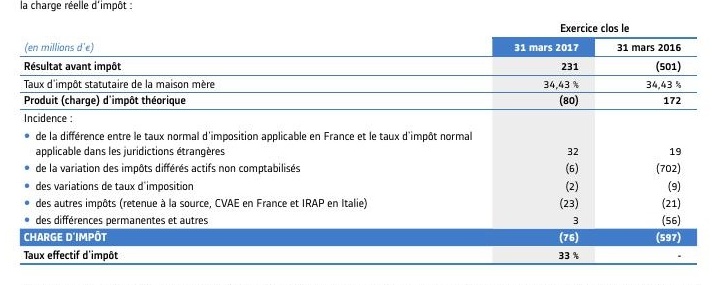 la charge réelle d'impôt :
Exercice clos le
(en millions d'€) 31 mars 2017 31 mars 2016
Résultat avant impôt 231 (501)
Taux d'impôt statutaire de la maison mère 34,43 % 34,43 %
Produit (charge) d'impôt théorique (80) 172
Incidence :
• de la différence entre le taux normal d'imposition applicable en France et le taux d'impôt normal
applicable dans les juridictions étrangères 32 19
• de la variation des impôts différés actifs non comptabilisés (6) (702)
• des variations de taux d'imposition (2) (9)
• des autres impôts (retenue à la source, CVAE en France et IRAP en Italie) (23) (21)
• des différences permanentes et autres 3 (56)
CHARGE D'IMPÔT (76) (597)
Taux effectif d'impôt 33 % -